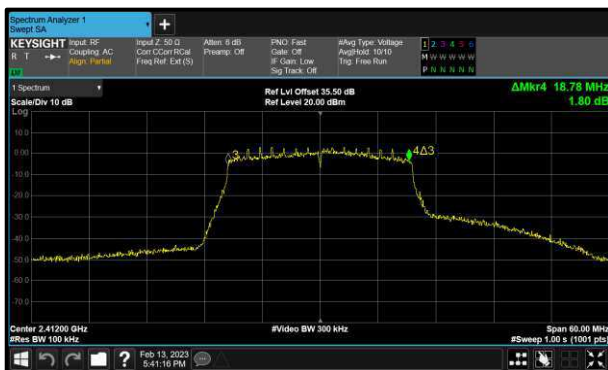 Spectrum Analyzer 1
Swept SA
KEYSIGHT
R T
LXI
Input: RF
Coupling: AC
Align: Partial
Input Z: 50 Ω
Corr CCorr RCal
Freq Ref: Ext (S)
Atten: 6 dB
Preamp: Off
PNO: Fast
Gate: Off
IF Gain: Low
Sig Track: Off
#Avg Type: Voltage
Avg|Hold: 10/10
Trig: Free Run
1 2 3 4 5 6
M W W W W W
P N N N N N
1 Spectrum
Scale/Div 10 dB
Ref Lvl Offset 35.50 dB
Ref Level 20.00 dBm
ΔMkr4 18.78 MHz
1.80 dB
Log
10.0
0.00
-10.0
-20.0
-30.0
-40.0
-50.0
-60.0
-70.0
3
4Δ3
Center 2.41200 GHz
#Res BW 100 kHz
#Video BW 300 kHz
Span 60.00 MHz
#Sweep 1.00 s (1001 pts)
?
Feb 13, 2023
5:41:16 PM